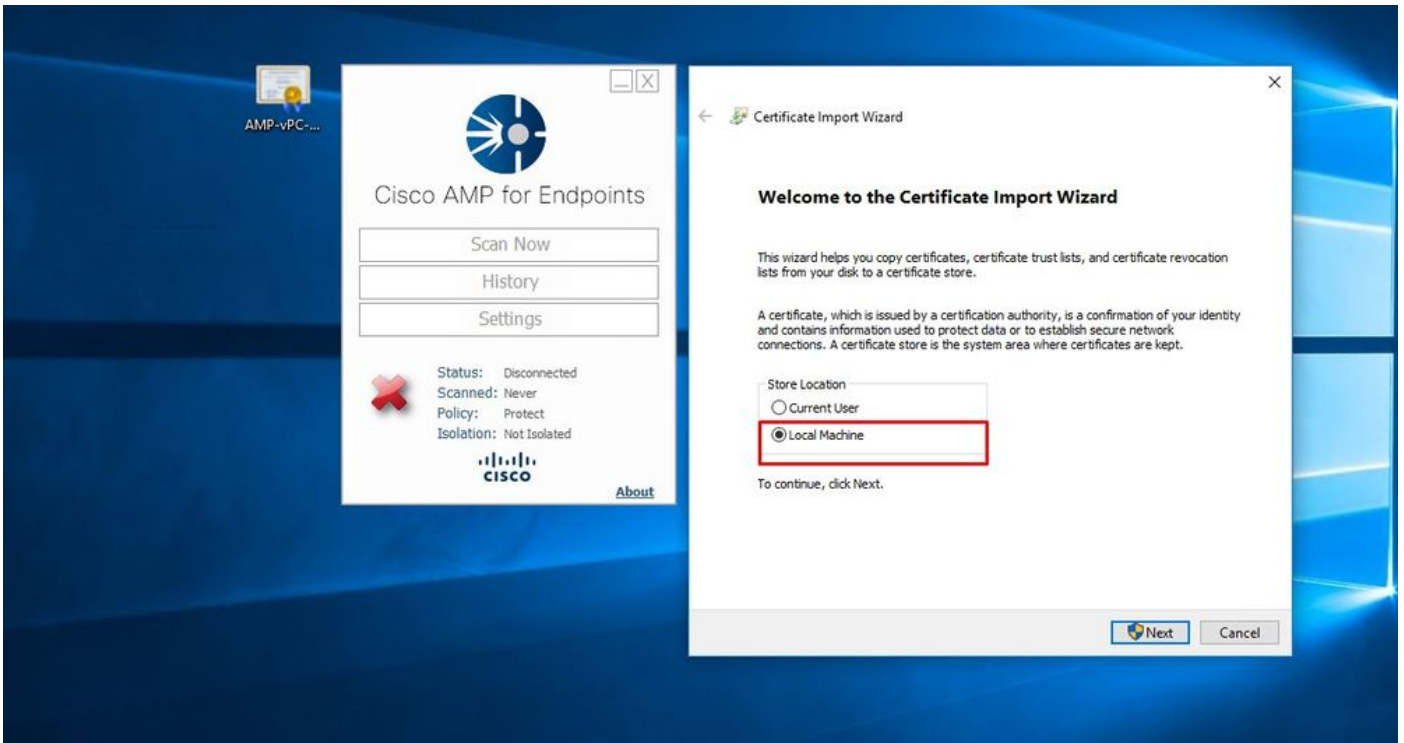 AMP-vPC-...
Cisco AMP for Endpoints
Scan Now
History
Settings
Status: Disconnected
Scanned: Never
Policy: Protect
Isolation: Not Isolated
CISCO
About
Certificate Import Wizard
Welcome to the Certificate Import Wizard
This wizard helps you copy certificates, certificate trust lists, and certificate revocation
lists from your disk to a certificate store.
A certificate, which is issued by a certification authority, is a confirmation of your identity
and contains information used to protect data or to establish secure network
connections. A certificate store is the system area where certificates are kept.
Store Location
Current User
Local Machine
To continue, click Next.
Next
Cancel